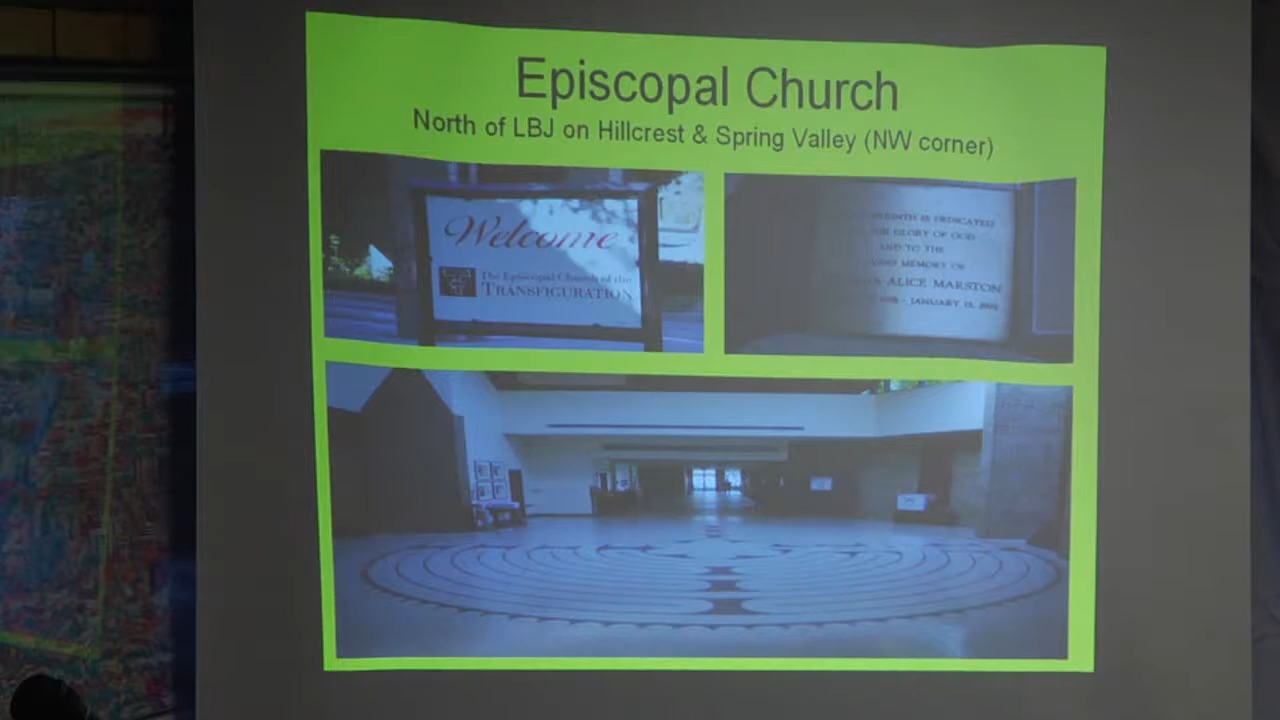 Episcopal Church
North of LBJ on Hillcrest & Spring Valley (NW corner)
Welcome
The Episcopal Church of the
TRANSFIGURATION
IS DEDICATED
GLORY OF GOD
AND TO THE
MEMORY OF
ALICE MARSTON
- JANUARY